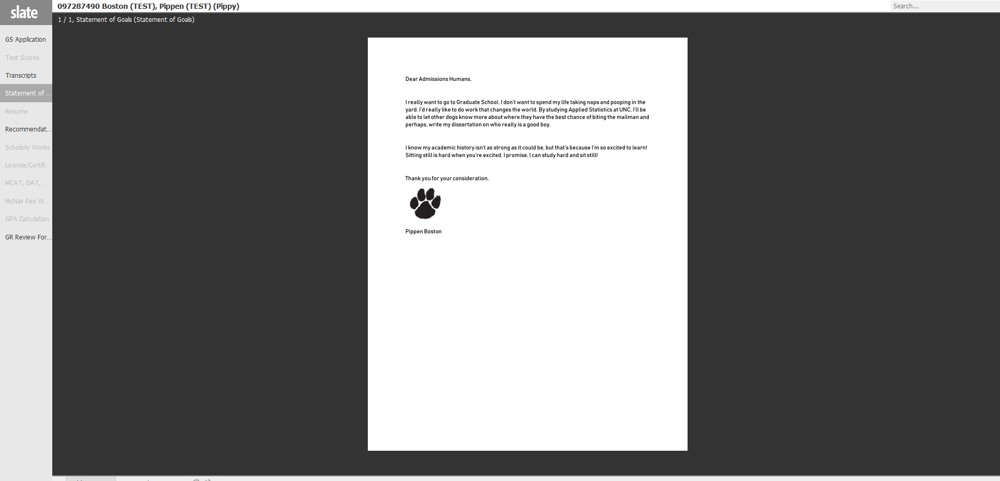 slate
097287490 Boston (TEST), Pippen (TEST) (Pippy)
Search...
1 / 1, Statement of Goals (Statement of Goals)
GS Application
Test Scores
Transcripts
Statement of ...
Resume
Recommendat...
Scholarly Works
License/Certifi...
MCAT, DAT, ...
McNair Fee W...
GPA Calculation
GR Review For...
Dear Admissions Humans,
I really want to go to Graduate School. I don't want to spend my life taking naps and pooping in the
yard. I'd really like to do work that changes the world. By studying Applied Statistics at UNC, I'll be
able to let other dogs know more about where they have the best chance of biting the mailman and
perhaps, write my dissertation on who really is a good boy.
I know my academic history isn't as strong as it could be, but that's because I'm so excited to learn!
Sitting still is hard when you're excited. I promise, I can study hard and sit still!
Thank you for your consideration,
Pippen Boston